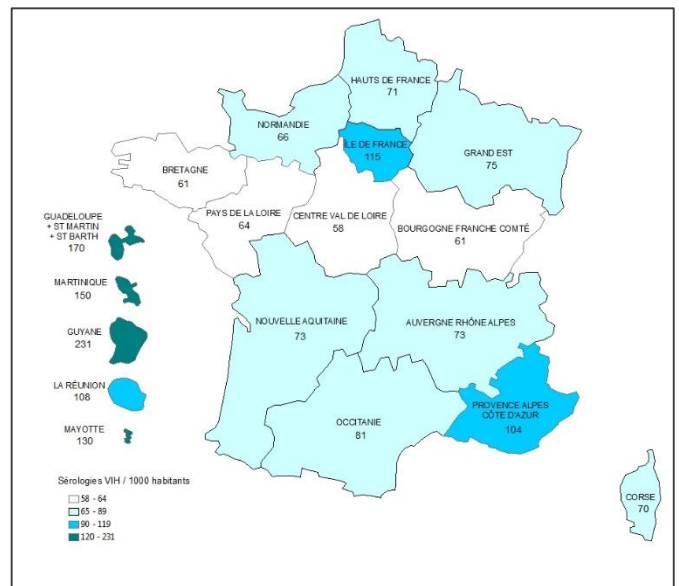 HAUTS DE FRANCE
71
NORMANDIE
66
ÎLE DE FRANCE
115
GRAND EST
75
BRETAGNE
61
PAYS DE LA LOIRE
64
CENTRE VAL DE LOIRE
58
BOURGOGNE FRANCHE COMTÉ
61
GUADELOUPE
+ ST MARTIN
+ ST BARTH
170
MARTINIQUE
150
GUYANE
231
LA RÉUNION
108
MAYOTTE
130
NOUVELLE AQUITAINE
73
AUVERGNE RHÔNE ALPES
73
OCCITANIE
81
PROVENCE ALPES
CÔTE D'AZUR
104
CORSE
70
Sérologies VIH / 1000 habitants
58 - 64
65 - 89
90 - 119
120 - 231